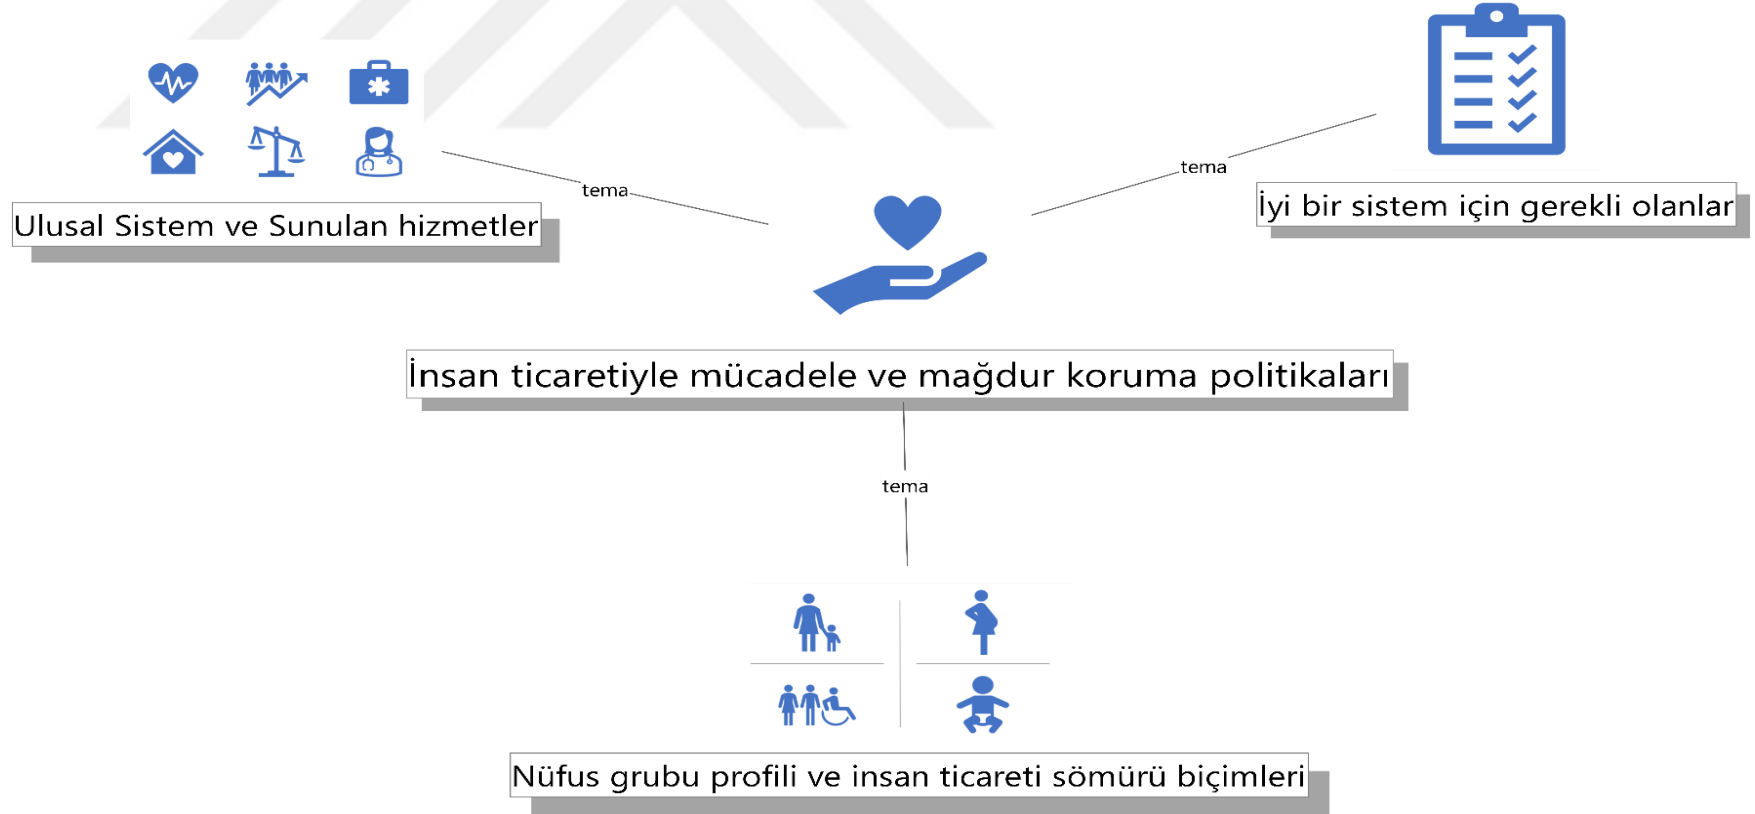 tema
tema
İyi bir sistem için gerekli olanlar
Ulusal Sistem ve Sunulan hizmetler
İnsan ticaretiyle mücadele ve mağdur koruma politikaları
tema
Nüfus grubu profili ve insan ticareti sömürü biçimleri